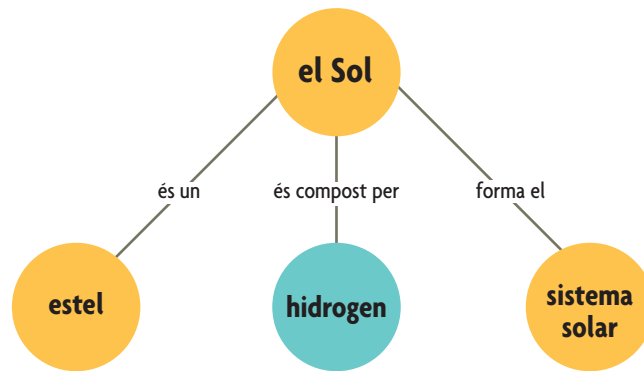 el Sol
és un
és compost per
forma el
estel
hidrogen
sistema
solar